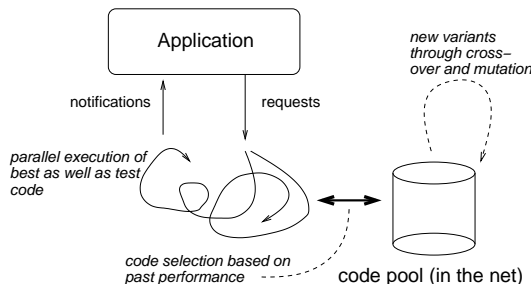 Application
new variants
through cross-
over and mutation
notifications
requests
parallel execution of
best as well as test
code
code selection based on
past performance
code pool (in the net)